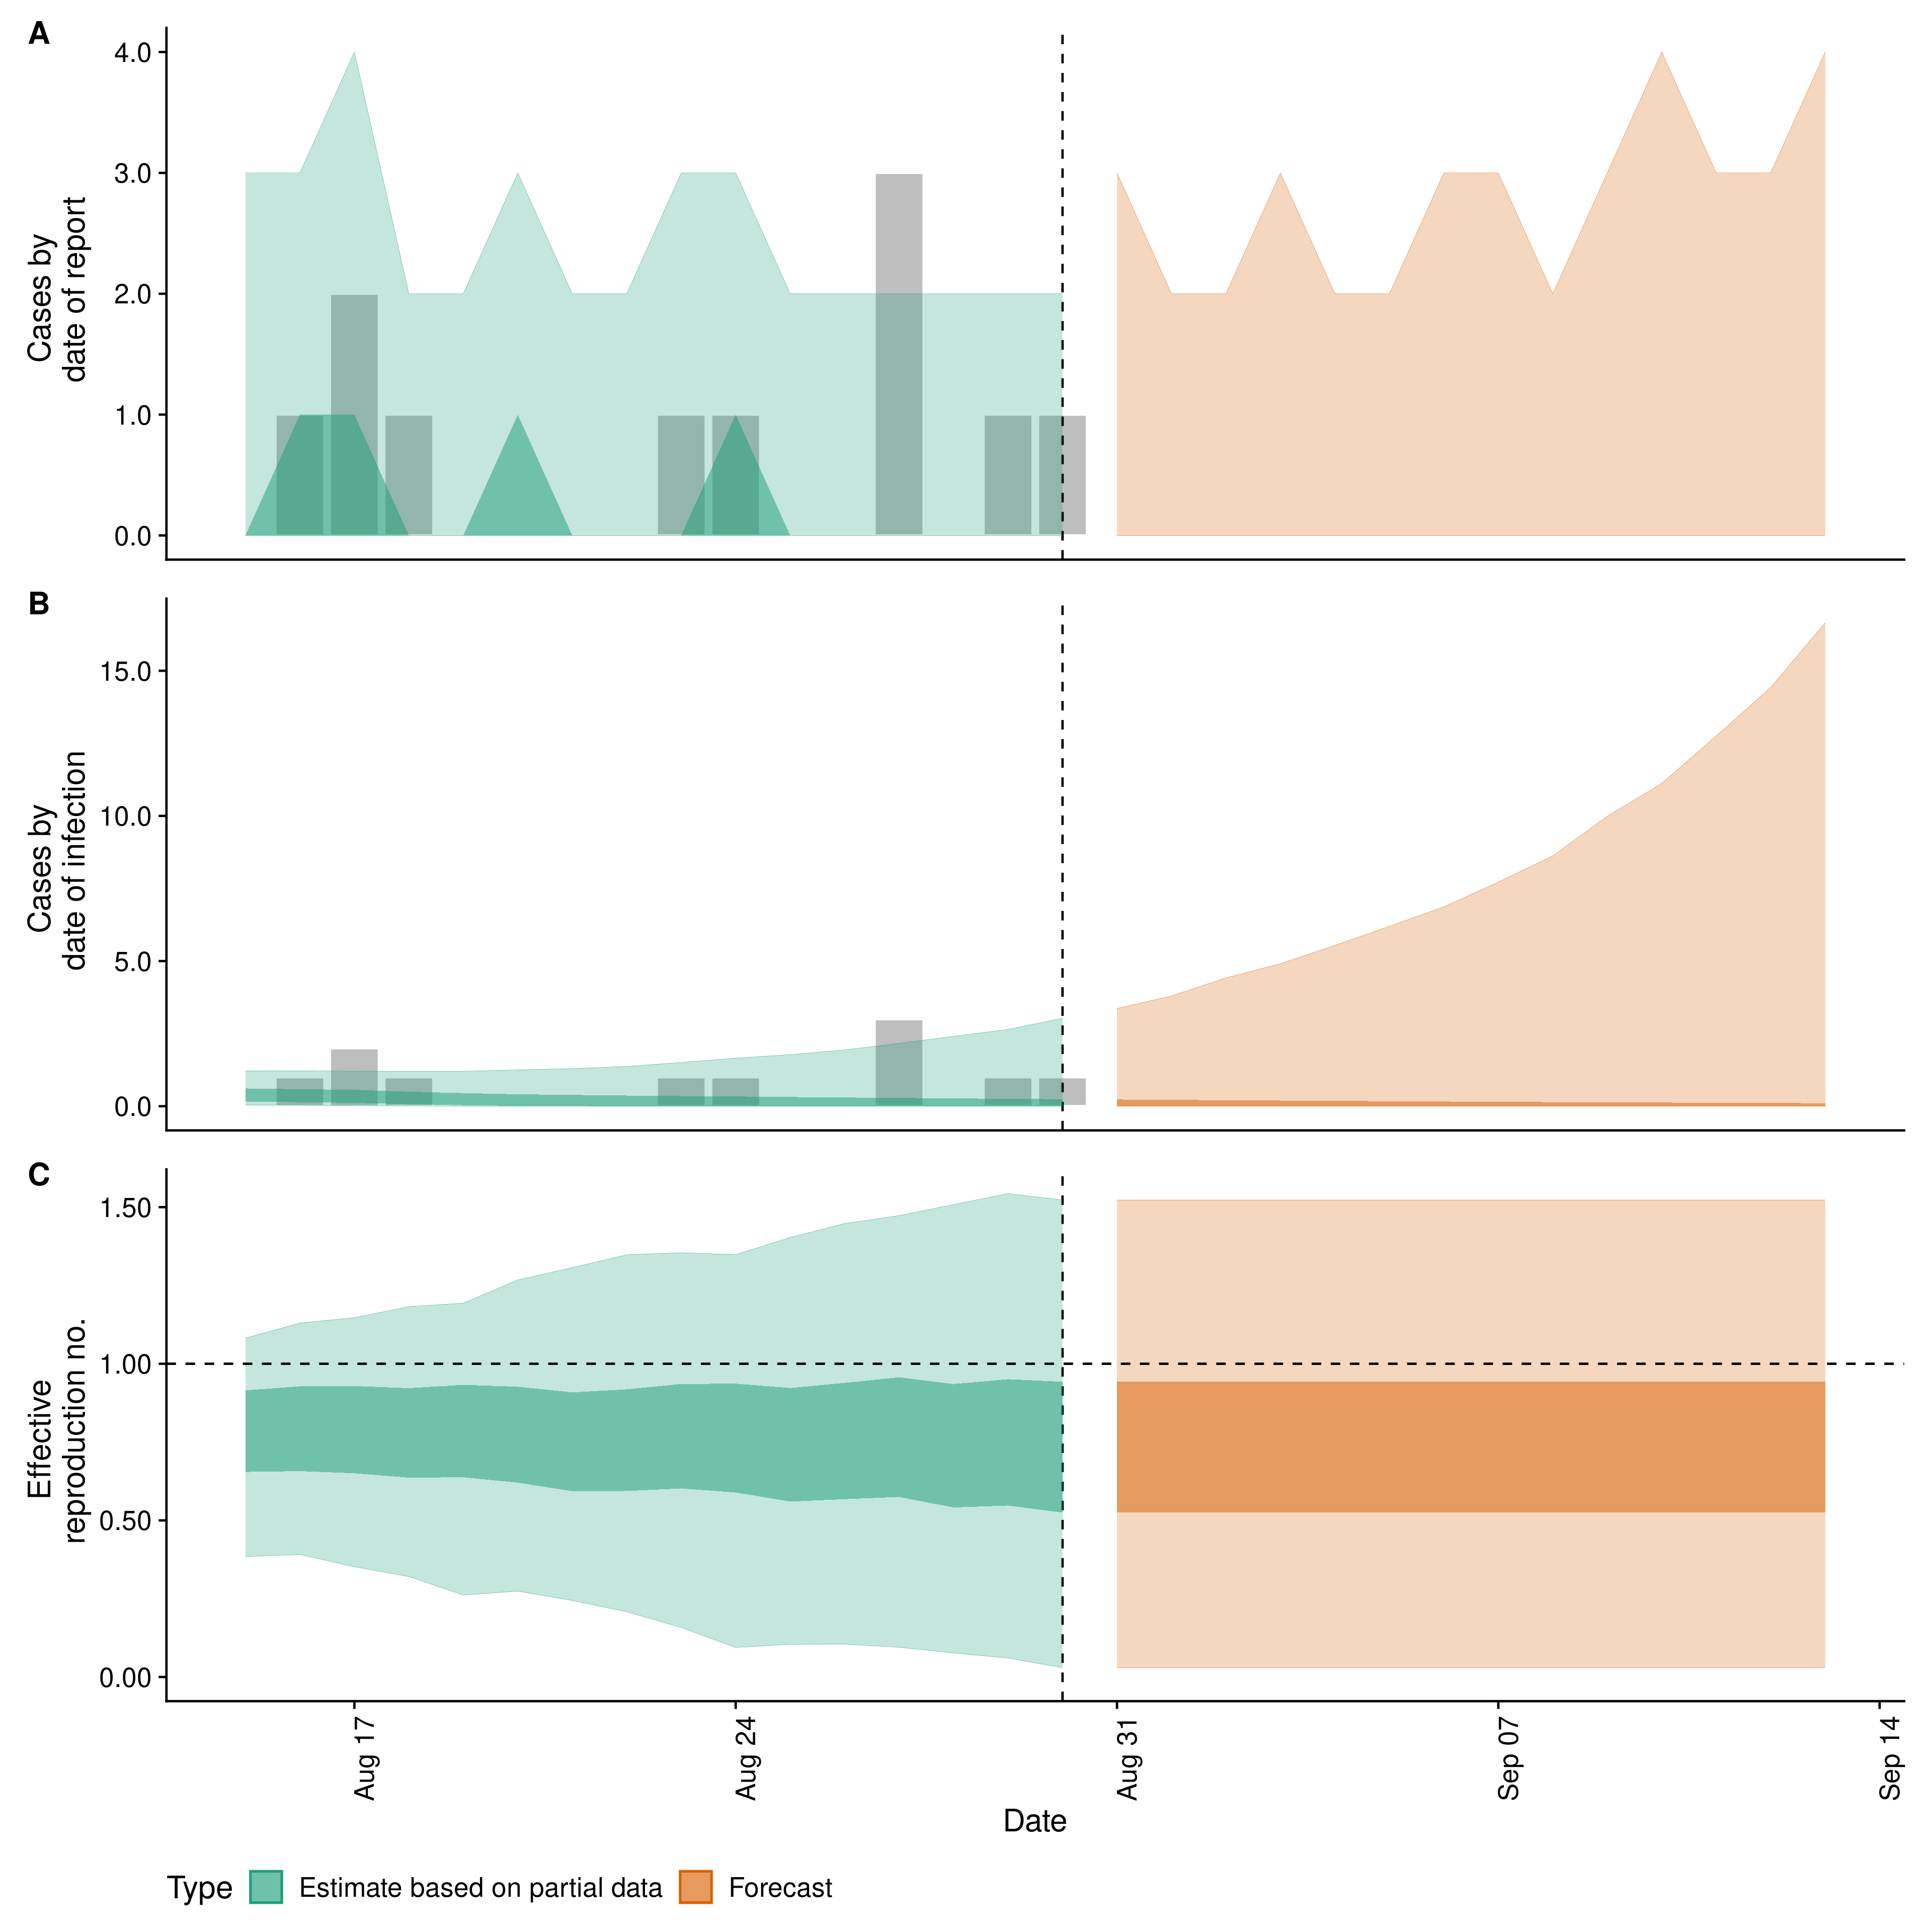 A
4.0
3.0
2.0
1.0
0.0
Cases by
date of report
B
15.0
10.0
5.0
0.0
Cases by
date of infection
C
1.50
1.00
0.50
0.00
Effective
reproduction no.
Aug 17
Aug 24
Aug 31
Sep 07
Sep 14
Date
Type
Estimate based on partial data
Forecast